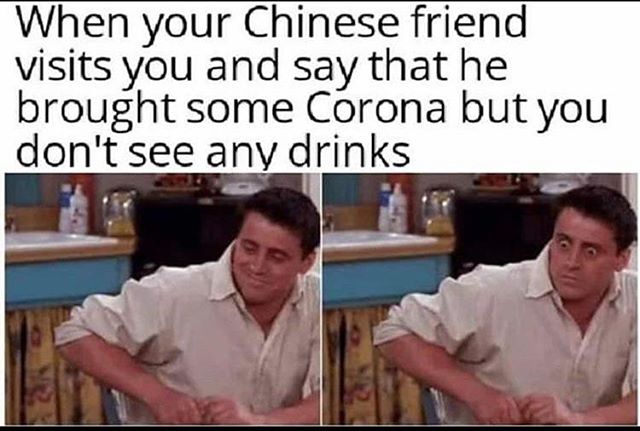 When your Chinese friend
visits you and say that he
brought some Corona but you
don't see any drinks